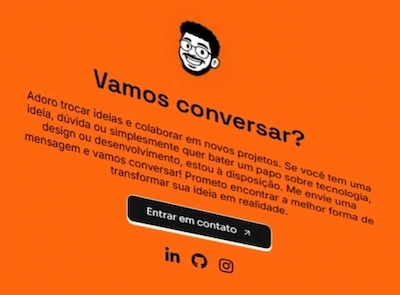 Vamos conversar?
Adoro trocar ideias e colaborar em novos projetos. Se você tem uma
ideia, dúvida ou simplesmente quer bater um papo sobre tecnologia,
design ou desenvolvimento, estou à disposição. Me envie uma
mensagem e vamos conversar! Prometo encontrar a melhor forma de
transformar sua ideia em realidade.
Entrar em contato
in